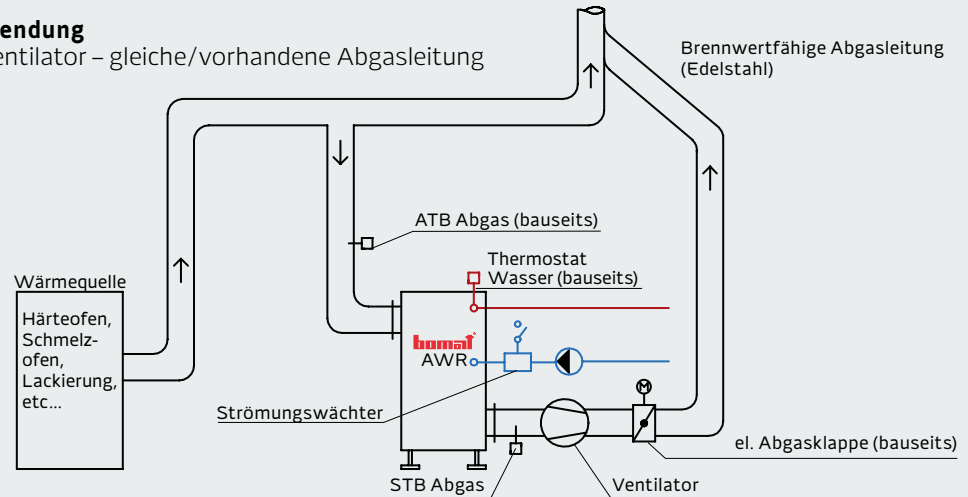 endung
entilator – gleiche/vorhandene Abgasleitung
Brennwertfähige Abgasleitung
(Edelstahl)
ATB Abgas (bauseits)
Thermostat
Wasser (bauseits)
Wärmequelle
Härteofen,
Schmelz-
ofen,
Lackierung,
etc...
bomat
AWR
Strömungswächter
M
el. Abgasklappe (bauseits)
STB Abgas
Ventilator